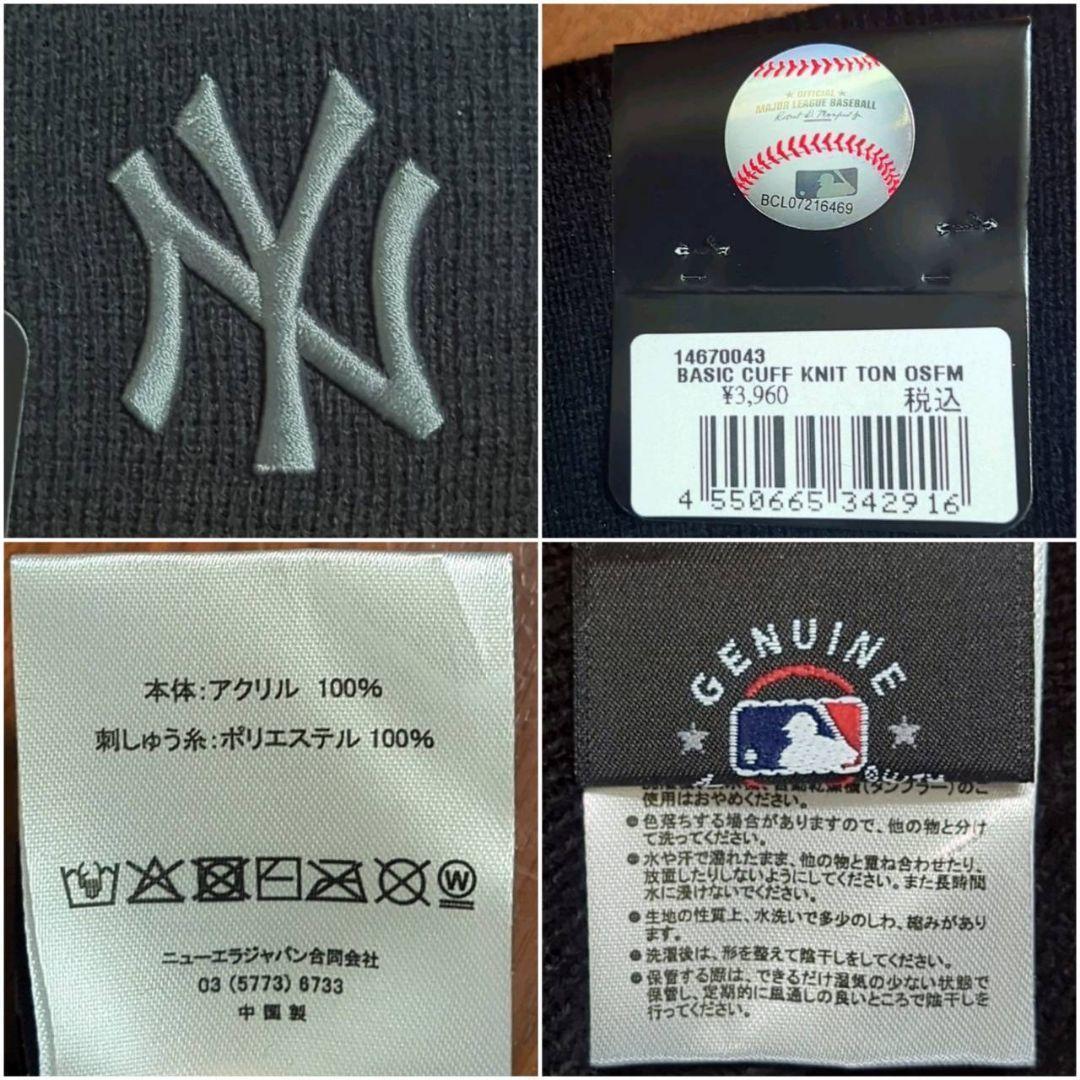 NY
OFFICIAL
MAJOR LEAGUE BASEBALL
BCL07216469
14670043
BASIC CUFF KNIT TON OSFM
¥3,960 税込
4 550665 342916
本体:アクリル 100%
刺しゅう糸:ポリエステル 100%
W
ニューエラジャパン合同会社
03 (5773) 6733
中国製
GENUINE
使用はおやめください。
●色落ちする場合がありますので、他の物と分け
て洗ってください。
●水や汗で濡れたまま、他の物と重ね合わせたり、
放置したりしないようにしてください。また長時間
水に浸けないでください。
●生地の性質上、水洗いで多少のしわ、縮みがあり
ます。
●洗濯後は、形を整えて陰干しをしてください。
●保管する際は、できるだけ湿気の少ない状態で
保管し、定期的に風通しの良いところで陰干しを
行ってください。